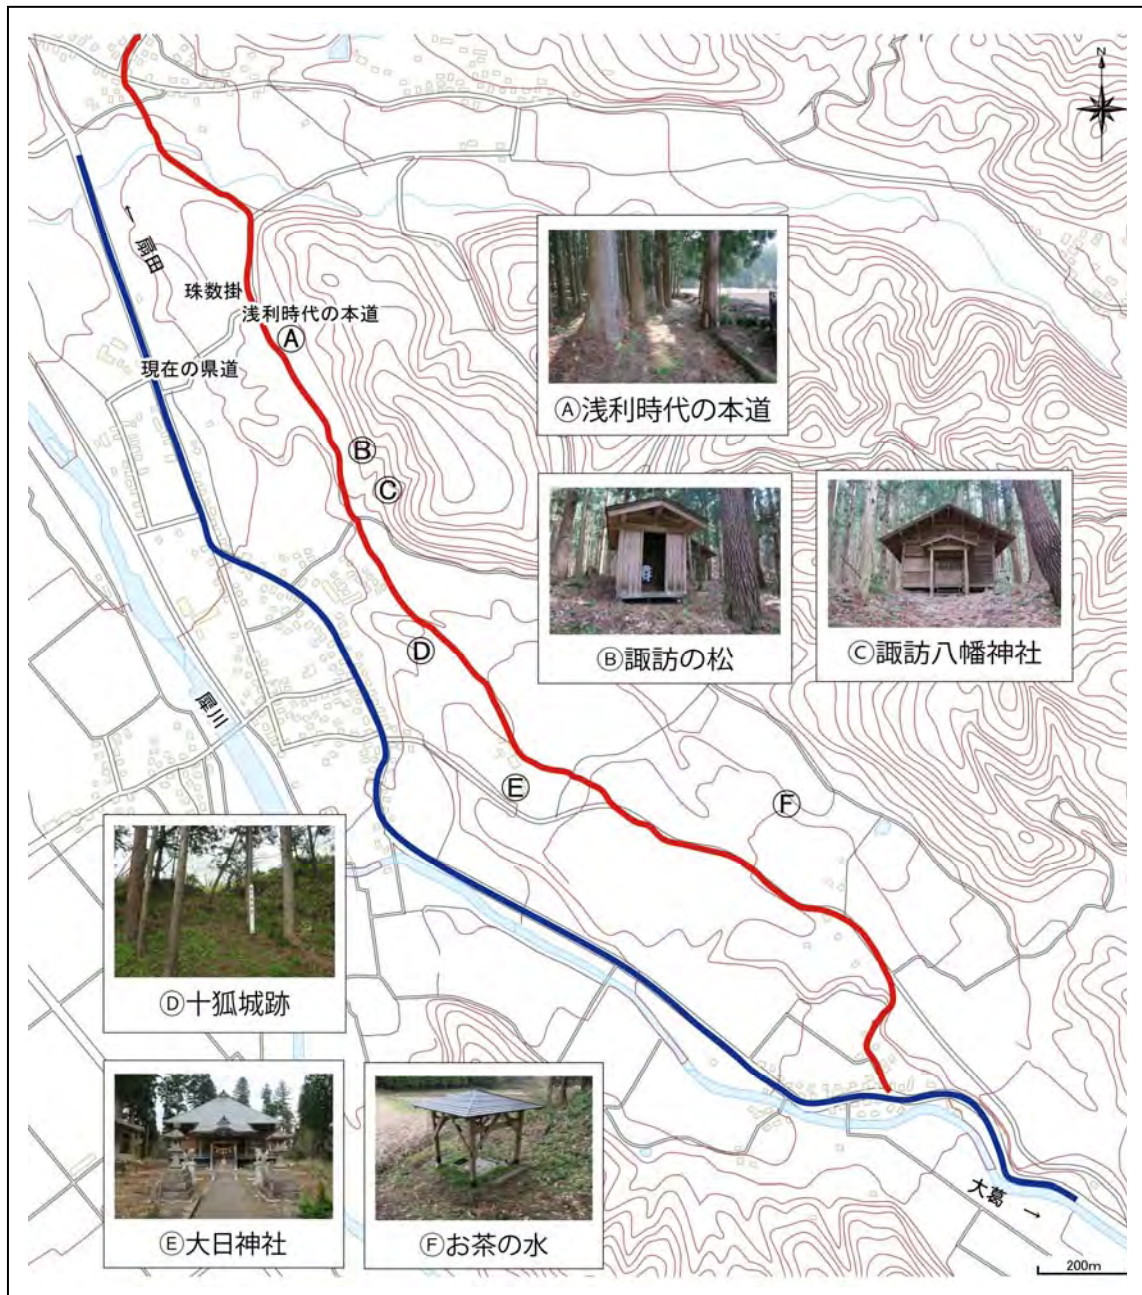 N
← 扇田
珠数掛
浅利時代の本道
Ⓐ
現在の県道
Ⓐ浅利時代の本道
Ⓑ
Ⓒ
Ⓑ諏訪の松
Ⓒ諏訪八幡神社
Ⓓ
犀川
Ⓔ
Ⓕ
Ⓓ十狐城跡
Ⓔ大日神社
Ⓕお茶の水
大葛 →
200m